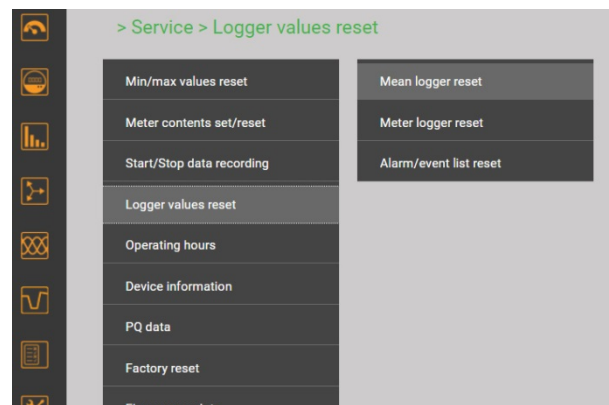 > Service > Logger values reset
Min/max values reset
Meter contents set/reset
Start/Stop data recording
Logger values reset
Operating hours
Device information
PQ data
Factory reset
Mean logger reset
Meter logger reset
Alarm/event list reset